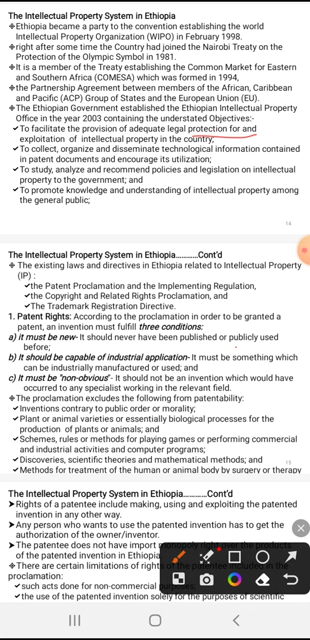 The Intellectual Property System in Ethiopia
Ethiopia became a party to the convention establishing the world
Intellectual Property Organization (WIPO) in February 1998.
right after some time the Country had joined the Nairobi Treaty on the
Protection of the Olympic Symbol in 1981.
It is a member of the Treaty establishing the Common Market for Eastern
and Southern Africa (COMESA) which was formed in 1994,
the Partnership Agreement between members of the African, Caribbean
and Pacific (ACP) Group of States and the European Union (EU).
The Ethiopian Government established the Ethiopian Intellectual Property
Office in the year 2003 containing the understated Objectives:-
✓To facilitate the provision of adequate legal protection for and
exploitation of intellectual property in the country;
✓To collect, organize and disseminate technological information contained
in patent documents and encourage its utilization;
✓To study, analyze and recommend policies and legislation on intellectual
property to the government; and
✓To promote knowledge and understanding of intellectual property among
the general public;
14
The Intellectual Property System in Ethiopia...........Cont'd
The existing laws and directives in Ethiopia related to Intellectual Property
(IP) :
✓the Patent Proclamation and the Implementing Regulation,
✓the Copyright and Related Rights Proclamation, and
✓The Trademark Registration Directive.
1. Patent Rights: According to the proclamation in order to be granted a
patent, an invention must fulfill three conditions:
a) it must be new- It should never have been published or publicly used
before;
b) It should be capable of industrial application- It must be something which
can be industrially manufactured or used; and
c) It must be "non-obvious"- It should not be an invention which would have
occurred to any specialist working in the relevant field.
The proclamation excludes the following from patentability:
✓Inventions contrary to public order or morality;
✓Plant or animal varieties or essentially biological processes for the
production of plants or animals; and
✓Schemes, rules or methods for playing games or performing commercial
and industrial activities and computer programs;
✓Discoveries, scientific theories and mathematical methods; and
15
✓Methods for treatment of the human or animal body by surgery or therapy
The Intellectual Property System in Ethiopia............Cont'd
➤Rights of a patentee include making, using and exploiting the patented
invention in any other way.
➤Any person who wants to use the patented invention has to get the
authorization of the owner/inventor.
➤The patentee does not have import monopoly right over the products
of the patented invention in Ethiopia
There are certain limitations of rights of the patentee included in the
proclamation:
✓such acts done for non-commercial
✓the use of the patented invention solely for the purposes of scientific